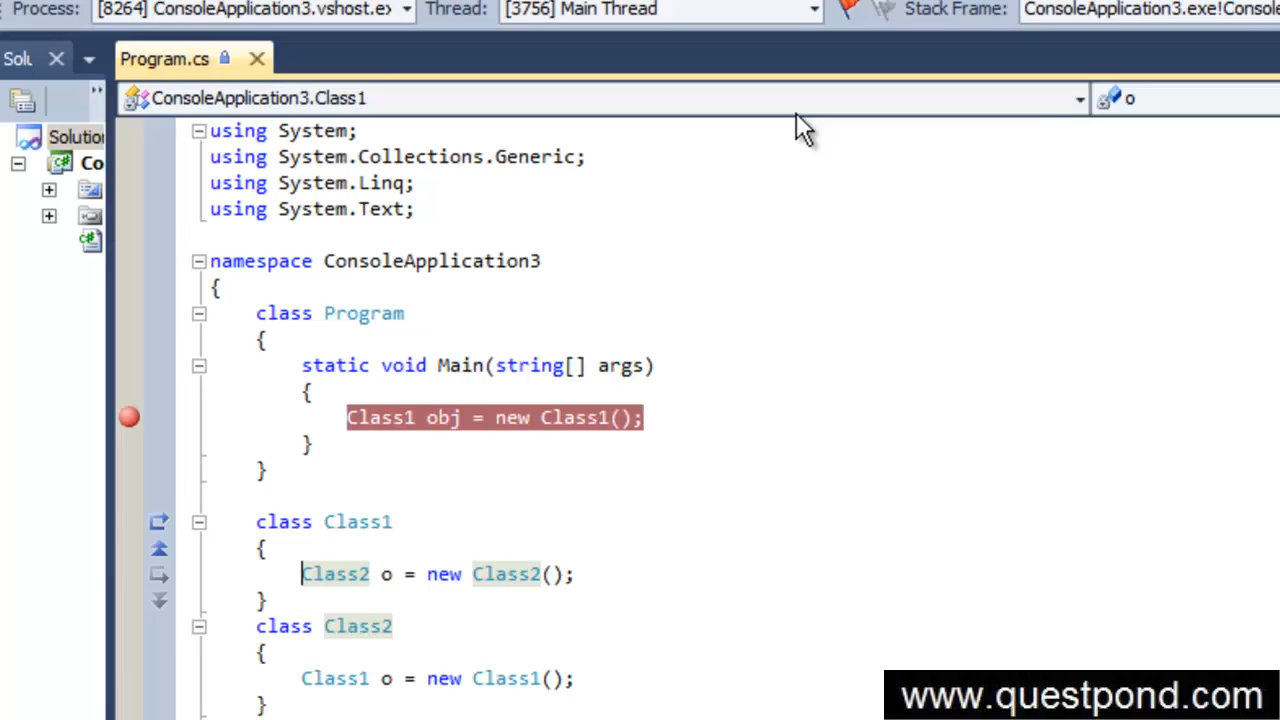 Process: [8264] ConsoleApplication3.vshost.ex Thread: [3756] Main Thread Stack Frame: ConsoleApplication3.exe!Consol
Solu Program.cs
ConsoleApplication3.Class1 o
using System;
Solution
using System.Collections.Generic;
Co
using System.Linq;
using System.Text;
namespace ConsoleApplication3
{
class Program
{
static void Main(string[] args)
{
Class1 obj = new Class1();
}
}
class Class1
{
Class2 o = new Class2();
}
class Class2
{
Class1 o = new Class1();
}
www.questpond.com